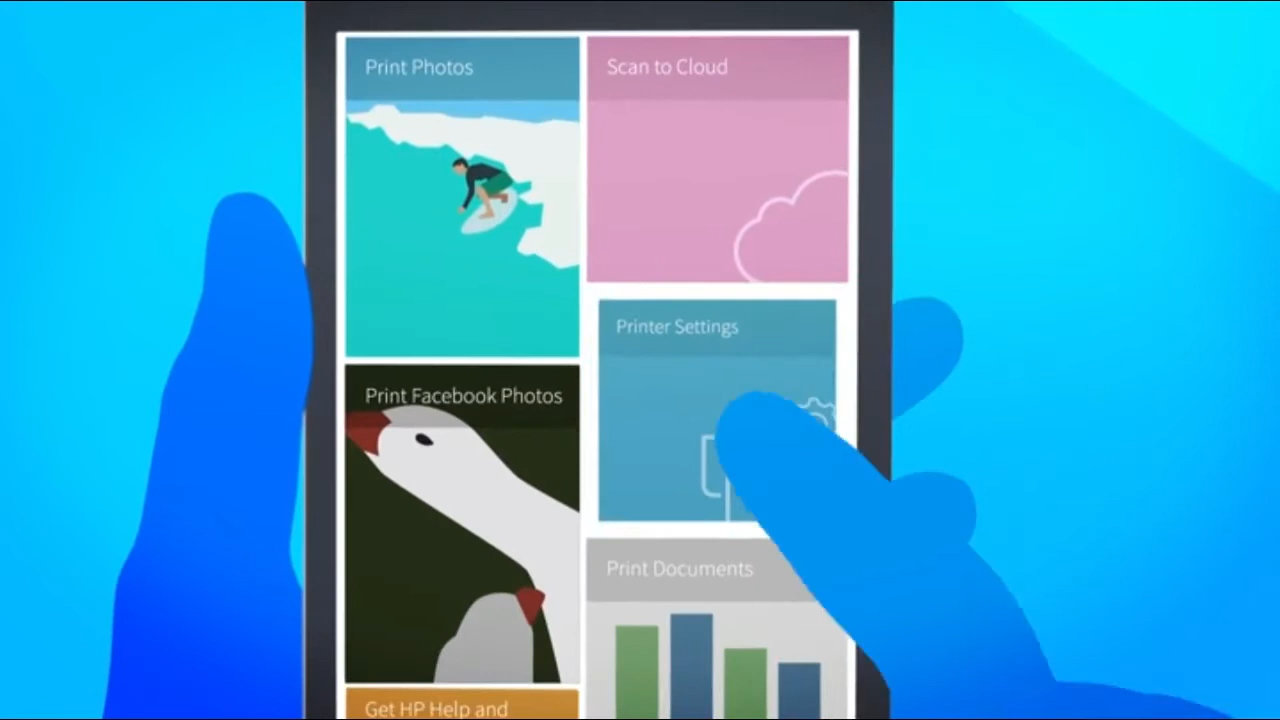 Print Photos
Scan to Cloud
Printer Settings
Print Facebook Photos
Print Documents
Get HP Help and